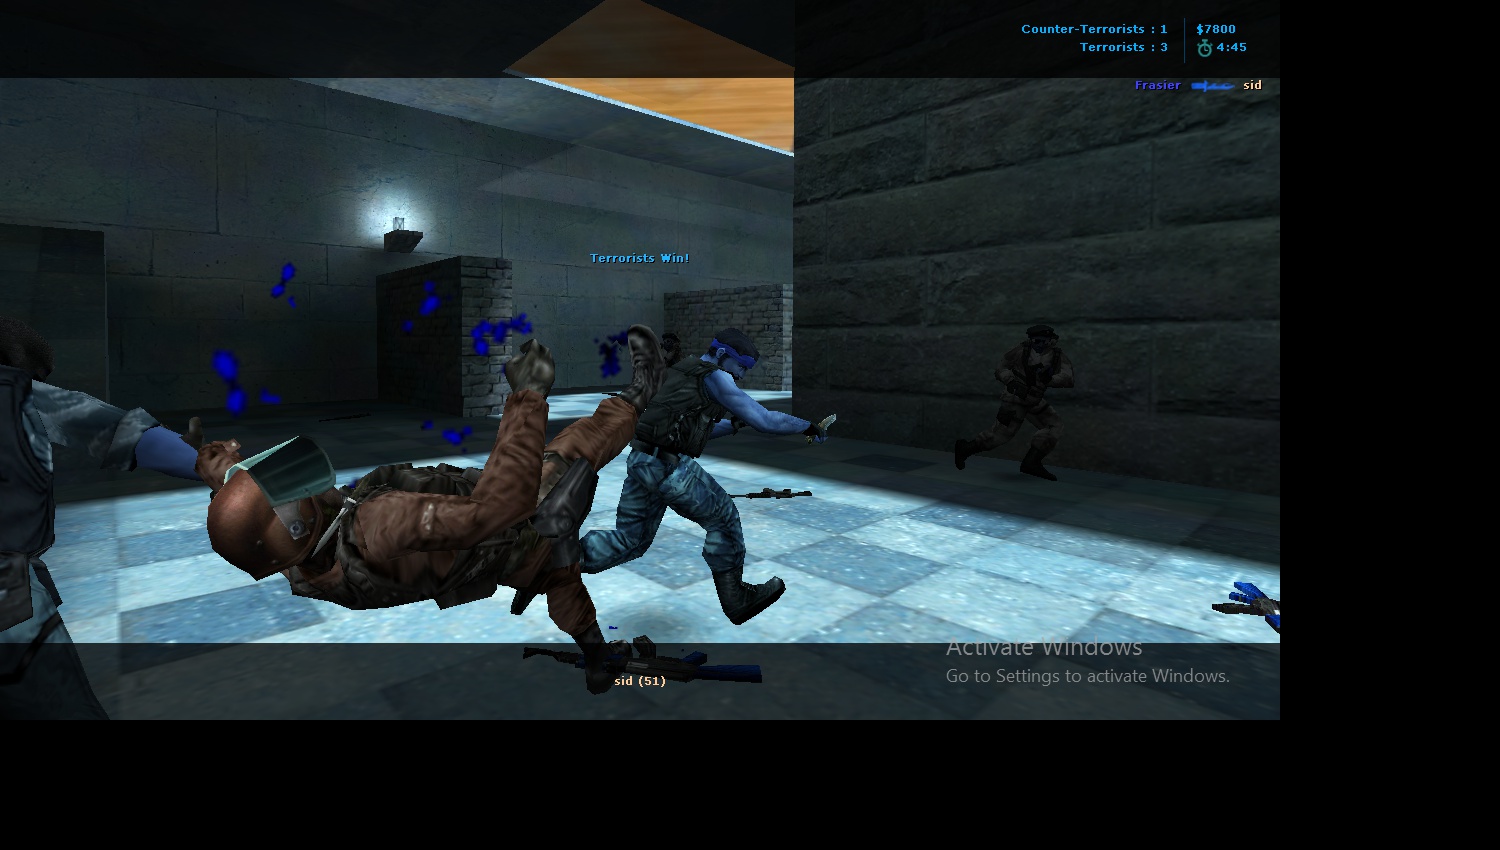 Counter-Terrorists : 1
$7800
Terrorists : 3
4:45
Frasier sid
Terrorists Win!
Activate Windows
Go to Settings to activate Windows.
sid (51)